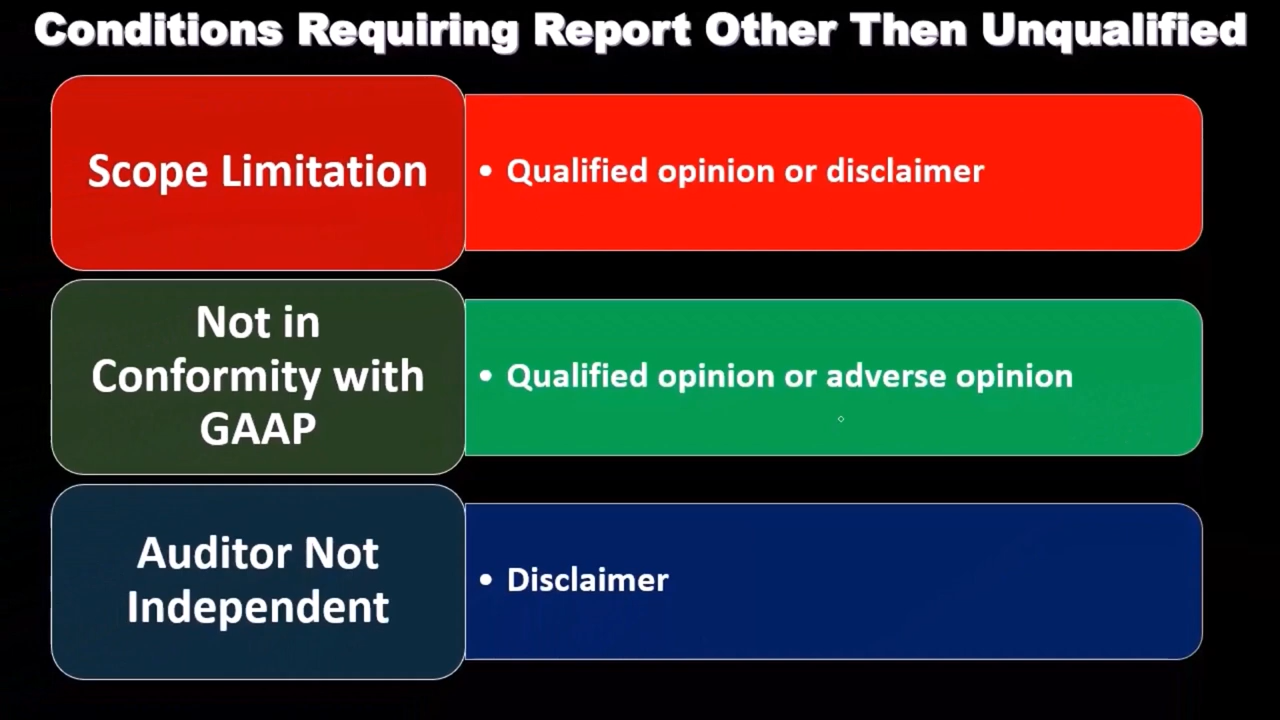 Conditions Requiring Report Other Then Unqualified
Scope Limitation
• Qualified opinion or disclaimer
Not in
Conformity with
GAAP
• Qualified opinion or adverse opinion
Auditor Not
Independent
• Disclaimer